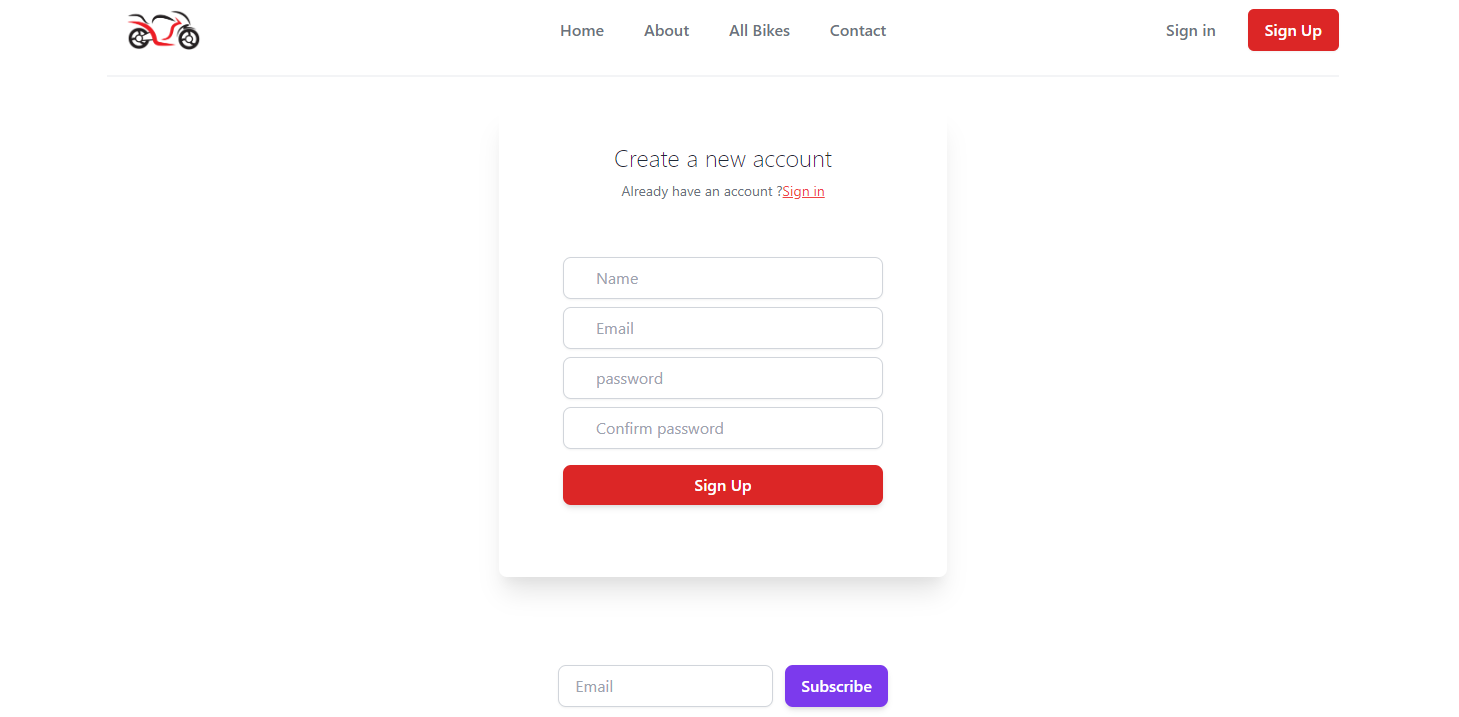 Home About All Bikes Contact Sign in Sign Up
Create a new account
Already have an account ?Sign in
Name
Email
password
Confirm password
Sign Up
Email Subscribe